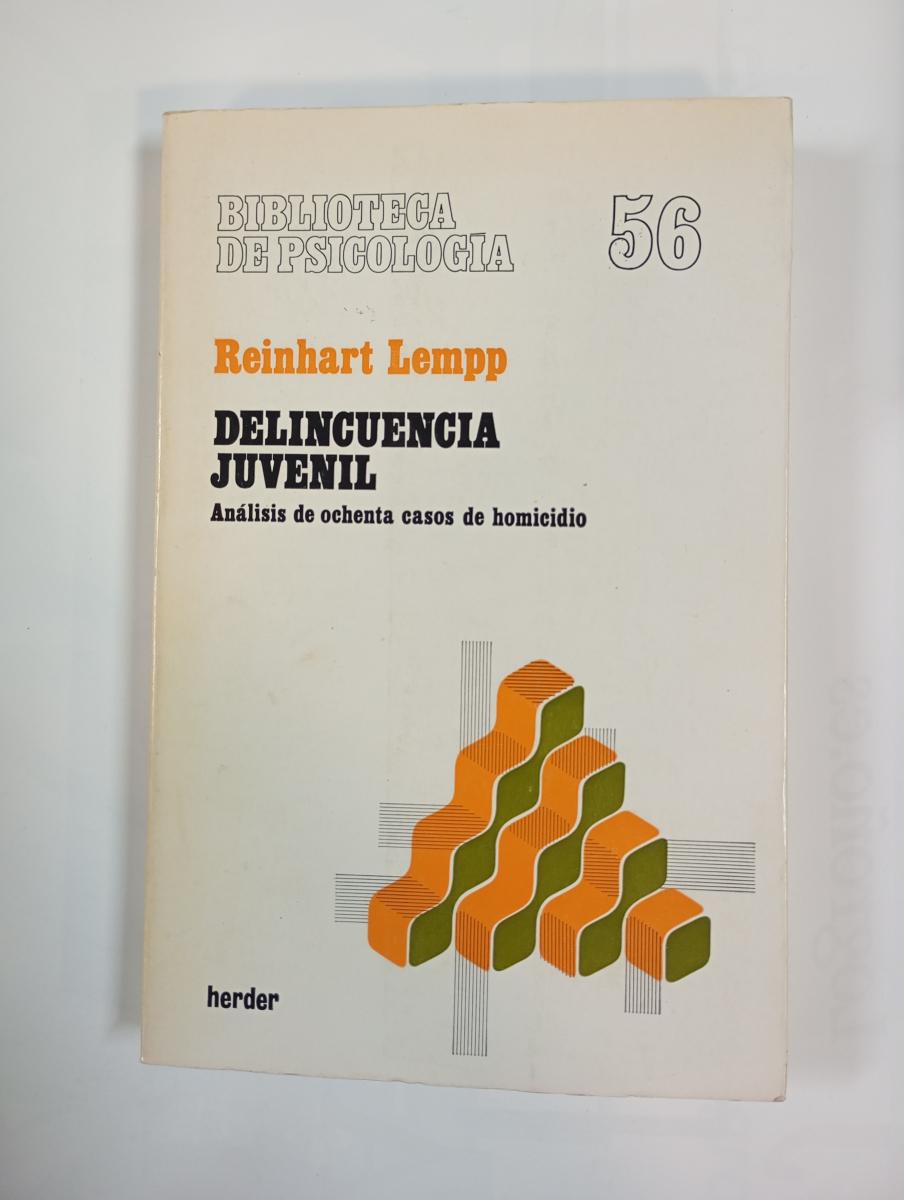 BIBLIOTECA
DE PSICOLOGÍA
56
Reinhart Lempp
DELINCUENCIA
JUVENIL
Análisis de ochenta casos de homicidio
herder